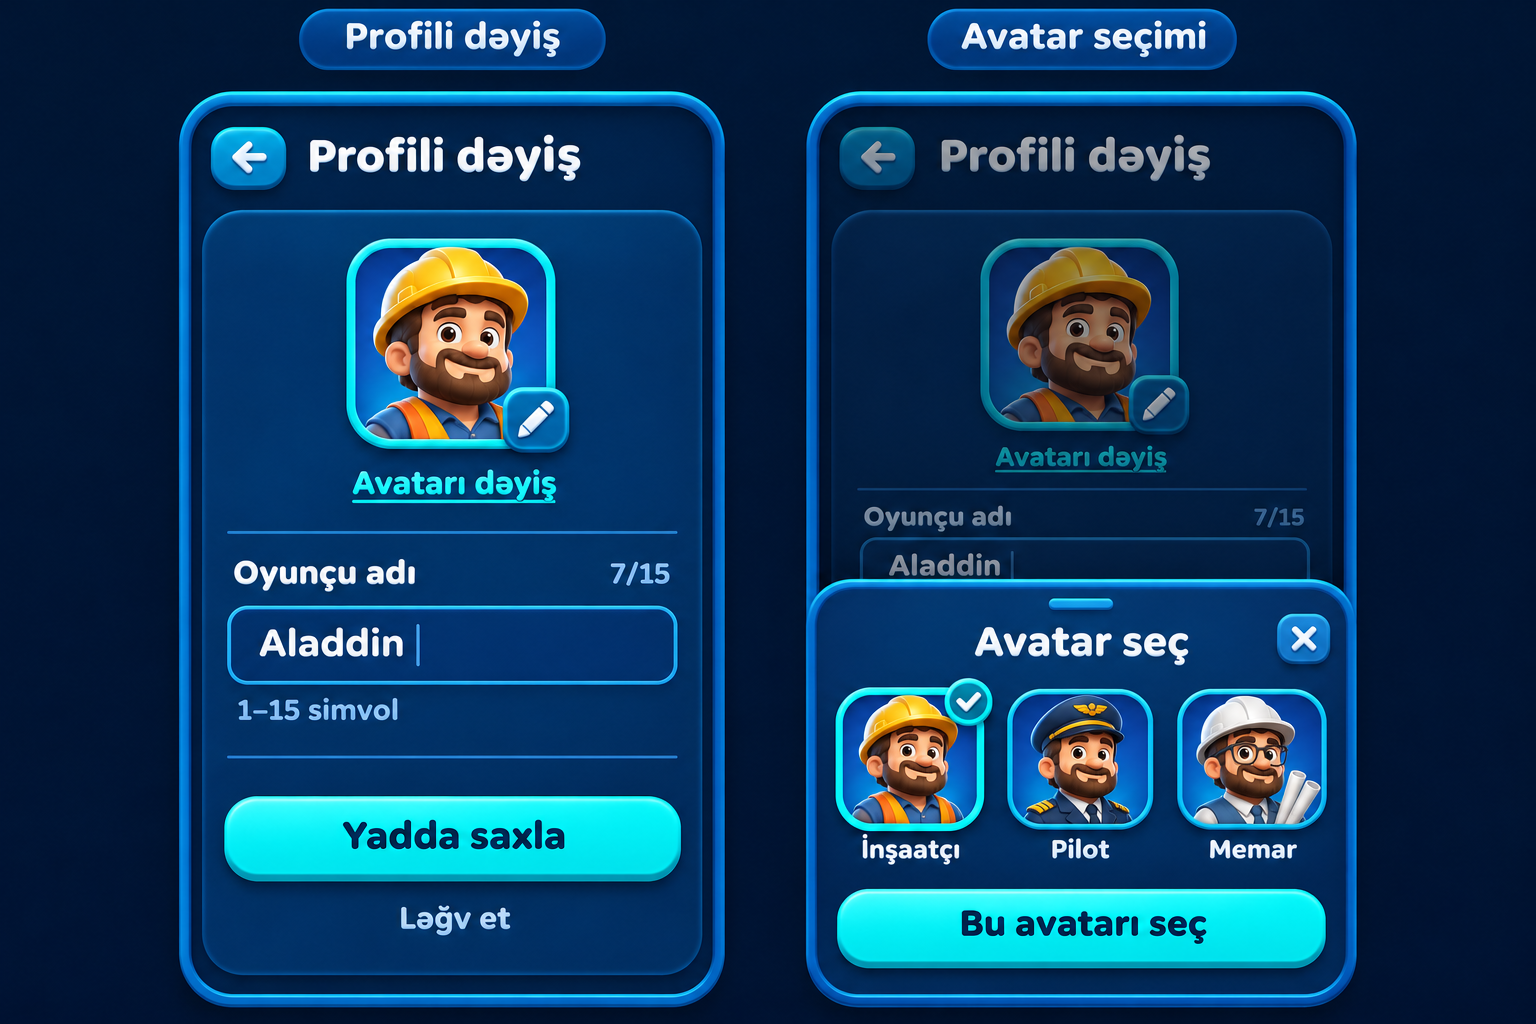 Profili dəyiş
Profili dəyiş
Avatarı dəyiş
Oyunçu adı 7/15
Aladdin
1–15 simvol
Yadda saxla
Ləğv et
Avatar seçimi
Profili dəyiş
Avatarı dəyiş
Oyunçu adı 7/15
Aladdin
Avatar seç
İnşaatçı Pilot Memar
Bu avatarı seç